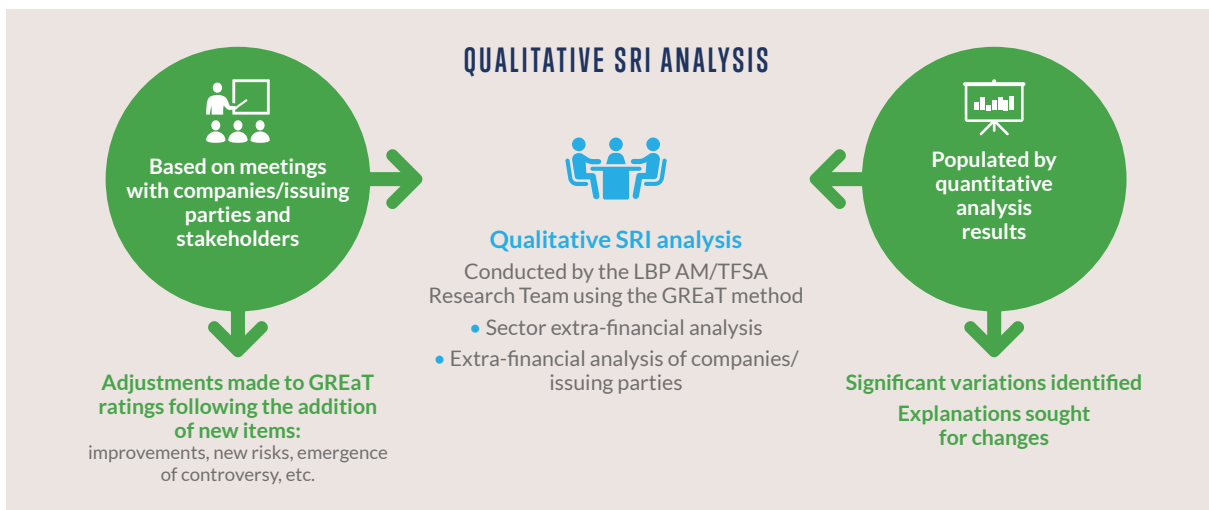 QUALITATIVE SRI ANALYSIS
Based on meetings
with companies/issuing
parties and
stakeholders
Adjustments made to GREaT
ratings following the addition
of new items:
improvements, new risks, emergence
of controversy, etc.
Qualitative SRI analysis
Conducted by the LBP AM/TFSA
Research Team using the GREaT method
• Sector extra-financial analysis
• Extra-financial analysis of companies/
issuing parties
Populated by
quantitative
analysis
results
Significant variations identified
Explanations sought
for changes